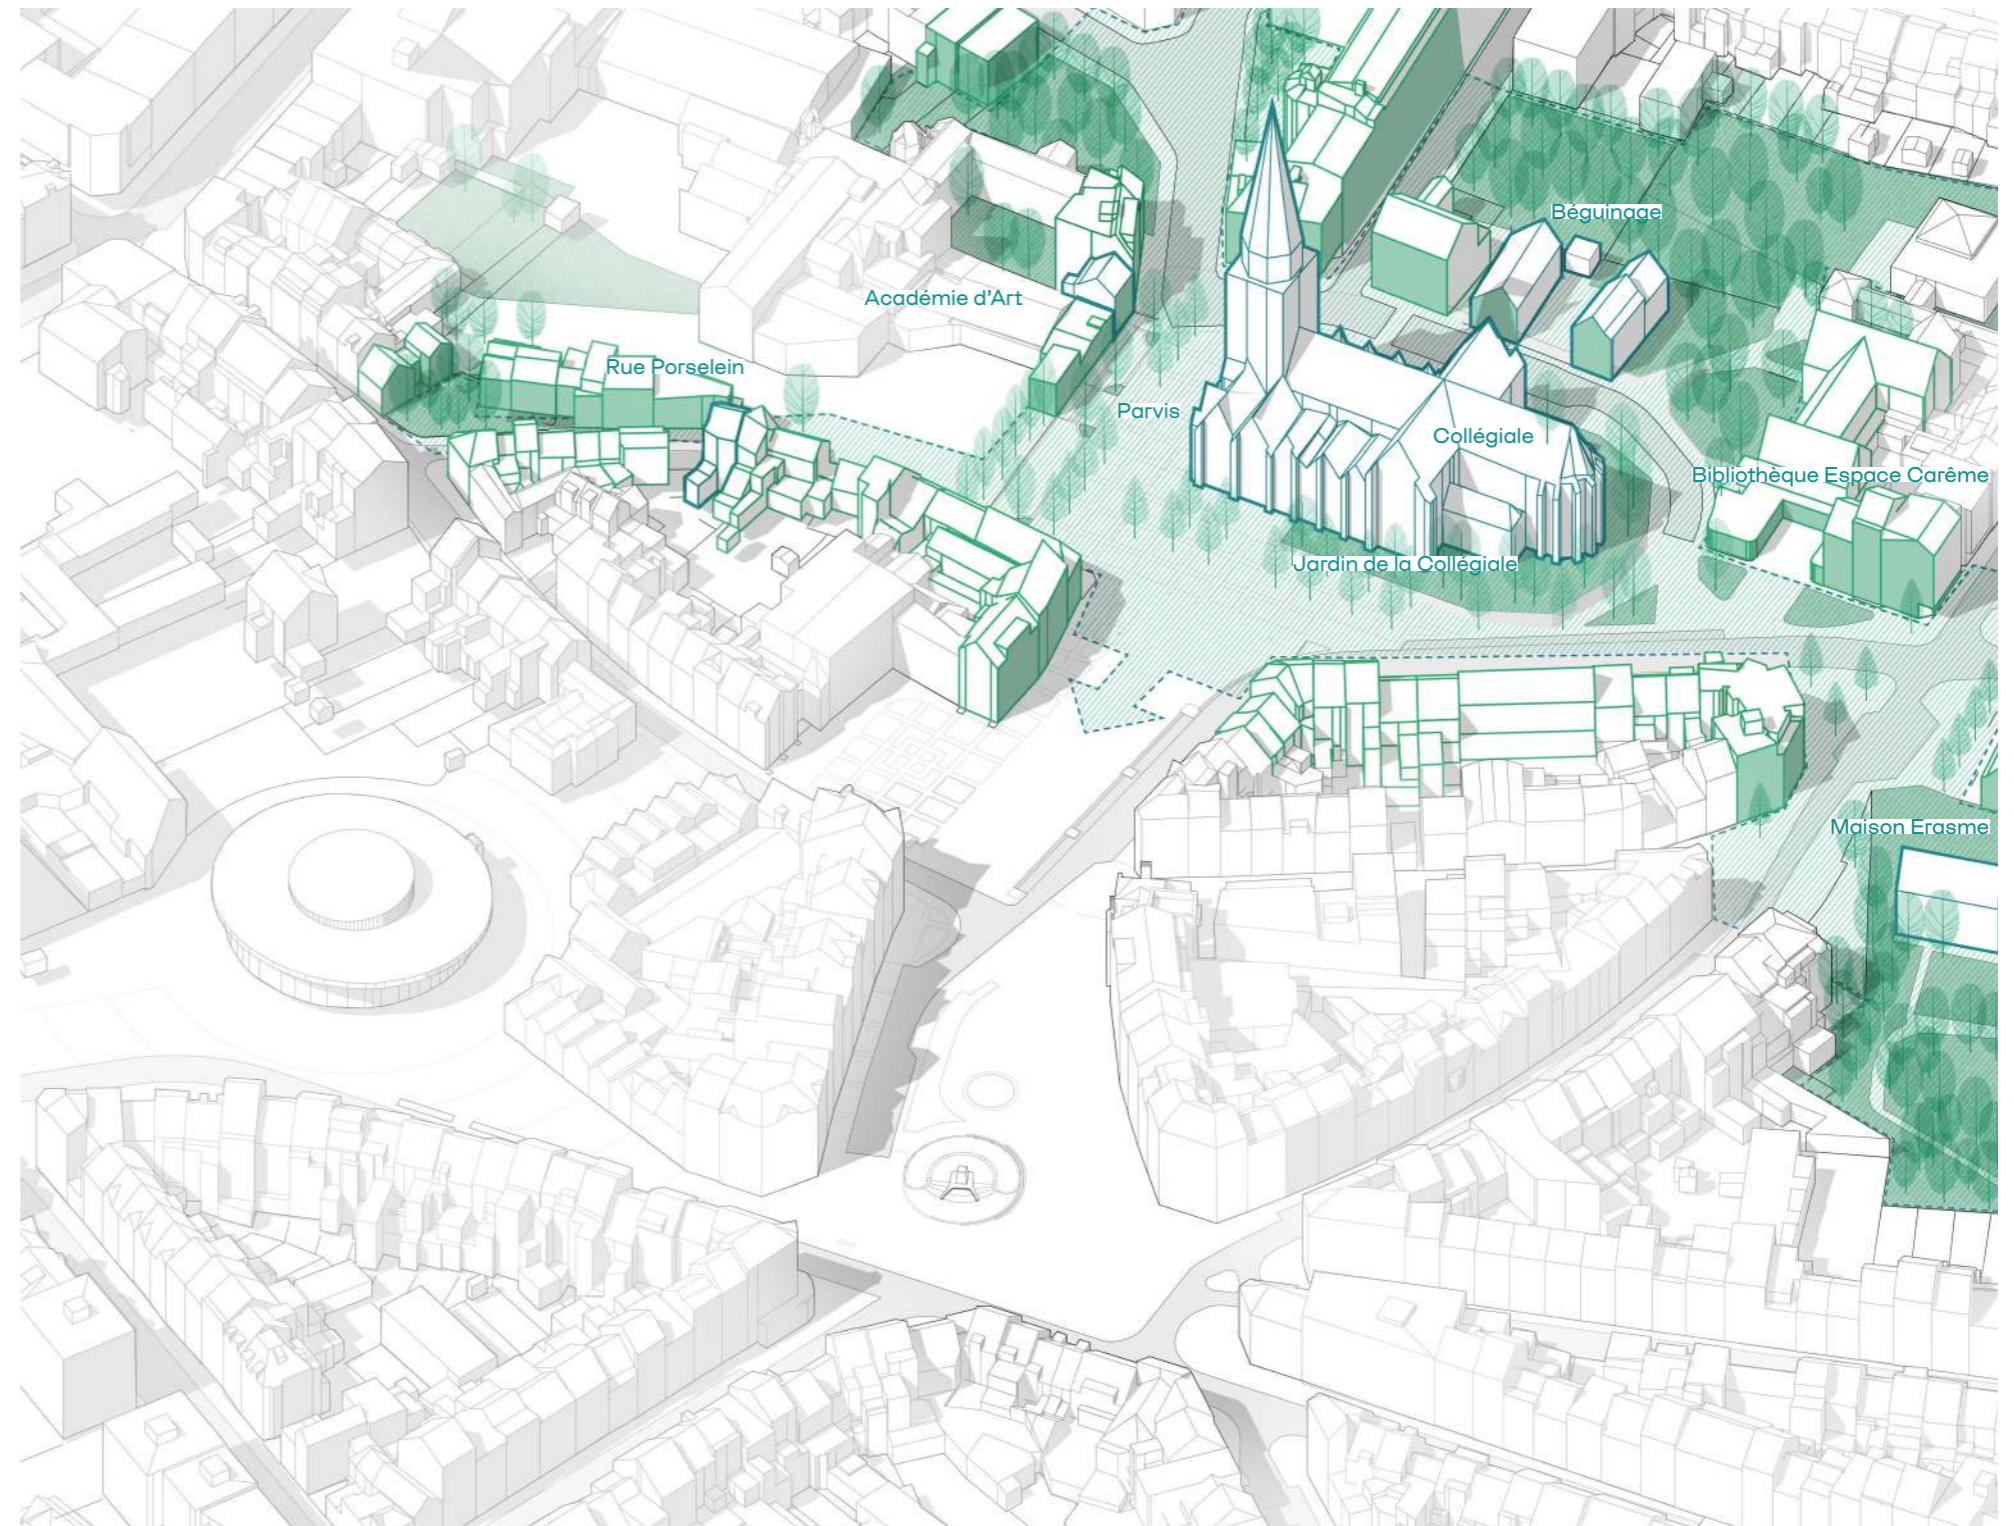 Béguinage
Académie d'Art
Rue Porselein
Parvis
Collégiale
Bibliothèque Espace Carême
Jardin de la Collégiale
Maison Erasme